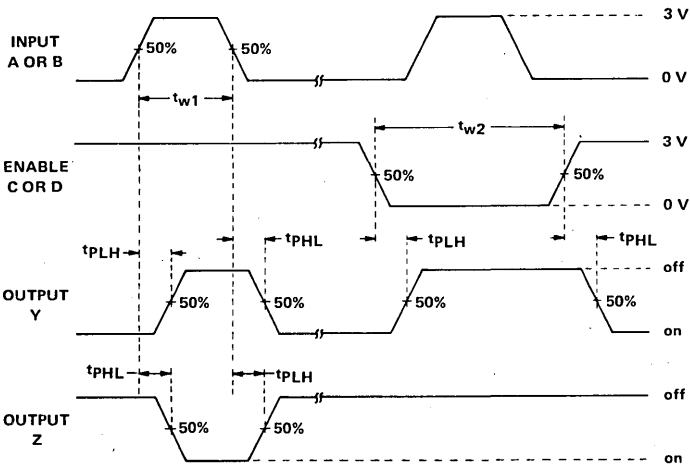 3 V
INPUT
A OR B
50%
50%
0 V
tw1
tw2
3 V
ENABLE
C OR D
50%
50%
0 V
tPLH
tPHL
tPLH
tPHL
off
OUTPUT
Y
50%
50%
50%
50%
on
tPHL
tPLH
off
OUTPUT
Z
50%
50%
on